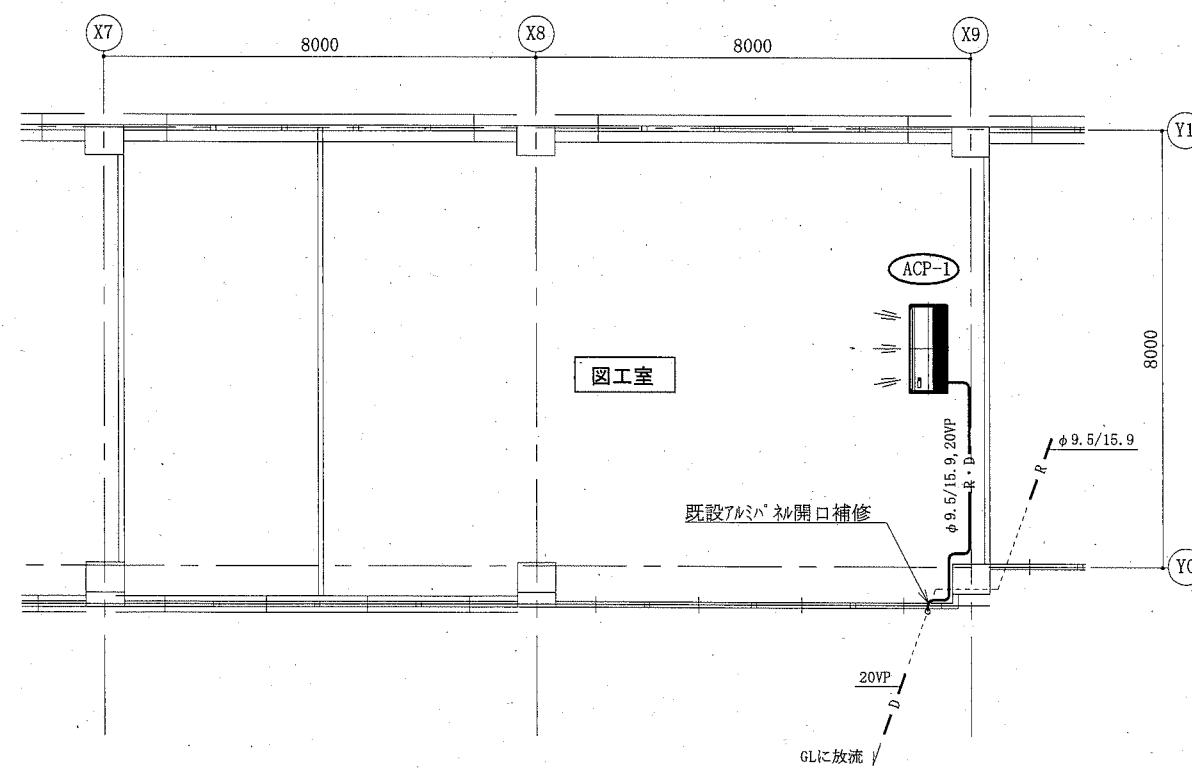 X7
X8
X9
8000
8000
Y1
ACP-1
8000
図工室
φ9.5/15.9
φ9.5/15.9,20VP
R・D
R
既設アルミパネル開口補修
Y0
20VP
D
GLに放流